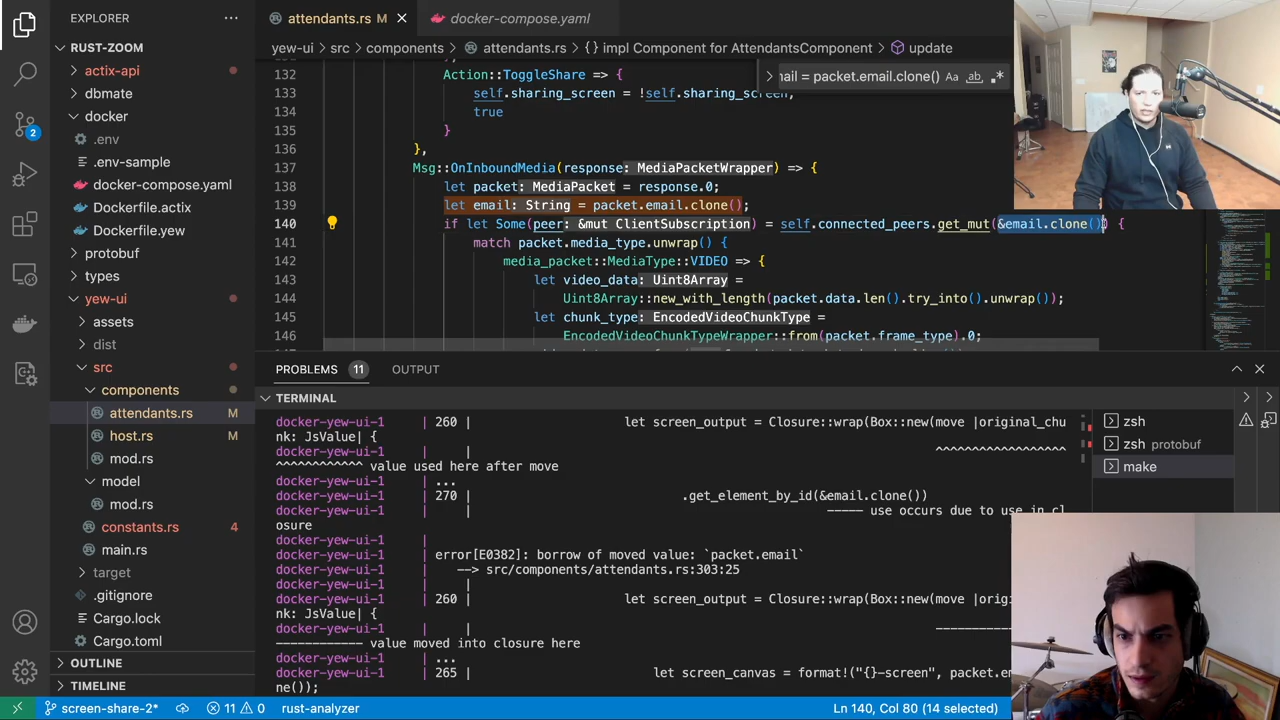 EXPLORER
RUST-ZOOM
actix-api
dbmate
docker
.env
.env-sample
docker-compose.yaml
Dockerfile.actix
Dockerfile.yew
protobuf
types
yew-ui
assets
dist
src
components
attendants.rs M
host.rs M
mod.rs
model
mod.rs
constants.rs 4
main.rs
target
.gitignore
Cargo.lock
Cargo.toml
OUTLINE
TIMELINE
2
attendants.rs M
docker-compose.yaml
yew-ui > src > components > attendants.rs > {} impl Component for AttendantsComponent > update
nail = packet.email.clone() Aa ab
132 Action::ToggleShare => {
133 self.sharing_screen = !self.sharing_screen;
134 true
135 }
136 },
137 Msg::OnInboundMedia(response: MediaPacketWrapper) => {
138 let packet: MediaPacket = response.0;
139 let email: String = packet.email.clone();
140 if let Some(peer: &mut ClientSubscription) = self.connected_peers.get_mut(&email.clone()) {
141 match packet.media_type.unwrap() {
142 media_packet::MediaType::VIDEO => {
143 let video_data: Uint8Array =
144 Uint8Array::new_with_length(packet.data.len().try_into().unwrap());
145 let chunk_type: EncodedVideoChunkType =
146 EncodedVideoChunkTypeWrapper::from(packet.frame_type).0;
PROBLEMS 11 OUTPUT
TERMINAL
docker-yew-ui-1 | 260 | let screen_output = Closure::wrap(Box::new(move |original_chu
nk: JsValue| {
docker-yew-ui-1 | | ^^^^^^^^^^^^^^^^^^
^^^^^^^^^^^^ value used here after move
docker-yew-ui-1 | ...
docker-yew-ui-1 | 270 | .get_element_by_id(&email.clone())
docker-yew-ui-1 | | ----- use occurs due to use in cl
osure
docker-yew-ui-1 | |
docker-yew-ui-1 | error[E0382]: borrow of moved value: `packet.email`
docker-yew-ui-1 | --> src/components/attendants.rs:303:25
docker-yew-ui-1 | |
docker-yew-ui-1 | 260 | let screen_output = Closure::wrap(Box::new(move |orig
nk: JsValue| {
docker-yew-ui-1 | | ---------
------------ value moved into closure here
docker-yew-ui-1 | ...
docker-yew-ui-1 | 265 | let screen_canvas = format!("{}-screen", packet.em
ne());
zsh
zsh protobuf
make
screen-share-2* 11 0 rust-analyzer
Ln 140, Col 80 (14 selected)